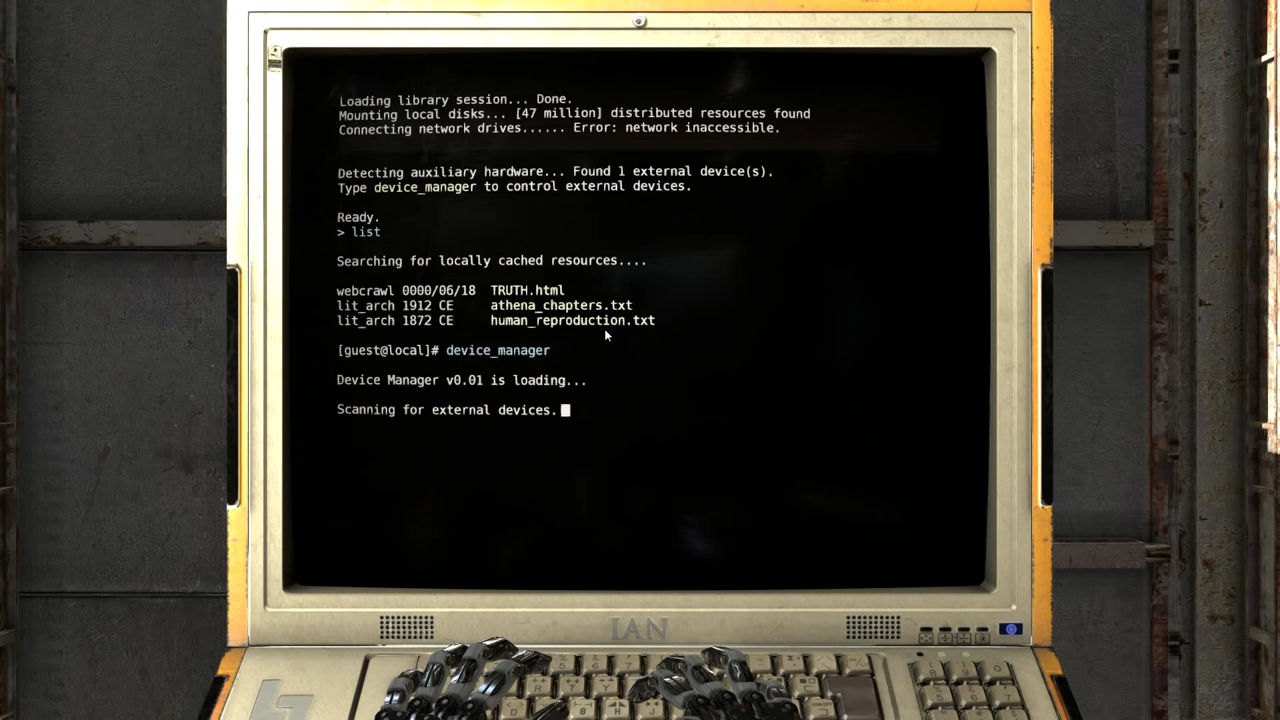 Loading library session... Done.
Mounting local disks... [47 million] distributed resources found
Connecting network drives...... Error: network inaccessible.
Detecting auxiliary hardware... Found 1 external device(s).
Type device_manager to control external devices.
Ready.
> list
Searching for locally cached resources....
webcrawl 0000/06/18 TRUTH.html
lit_arch 1912 CE athena_chapters.txt
lit_arch 1872 CE human_reproduction.txt
[guest@local]# device_manager
Device Manager v0.01 is loading...
Scanning for external devices.
IAN
5 6 7
R T Y
G H J